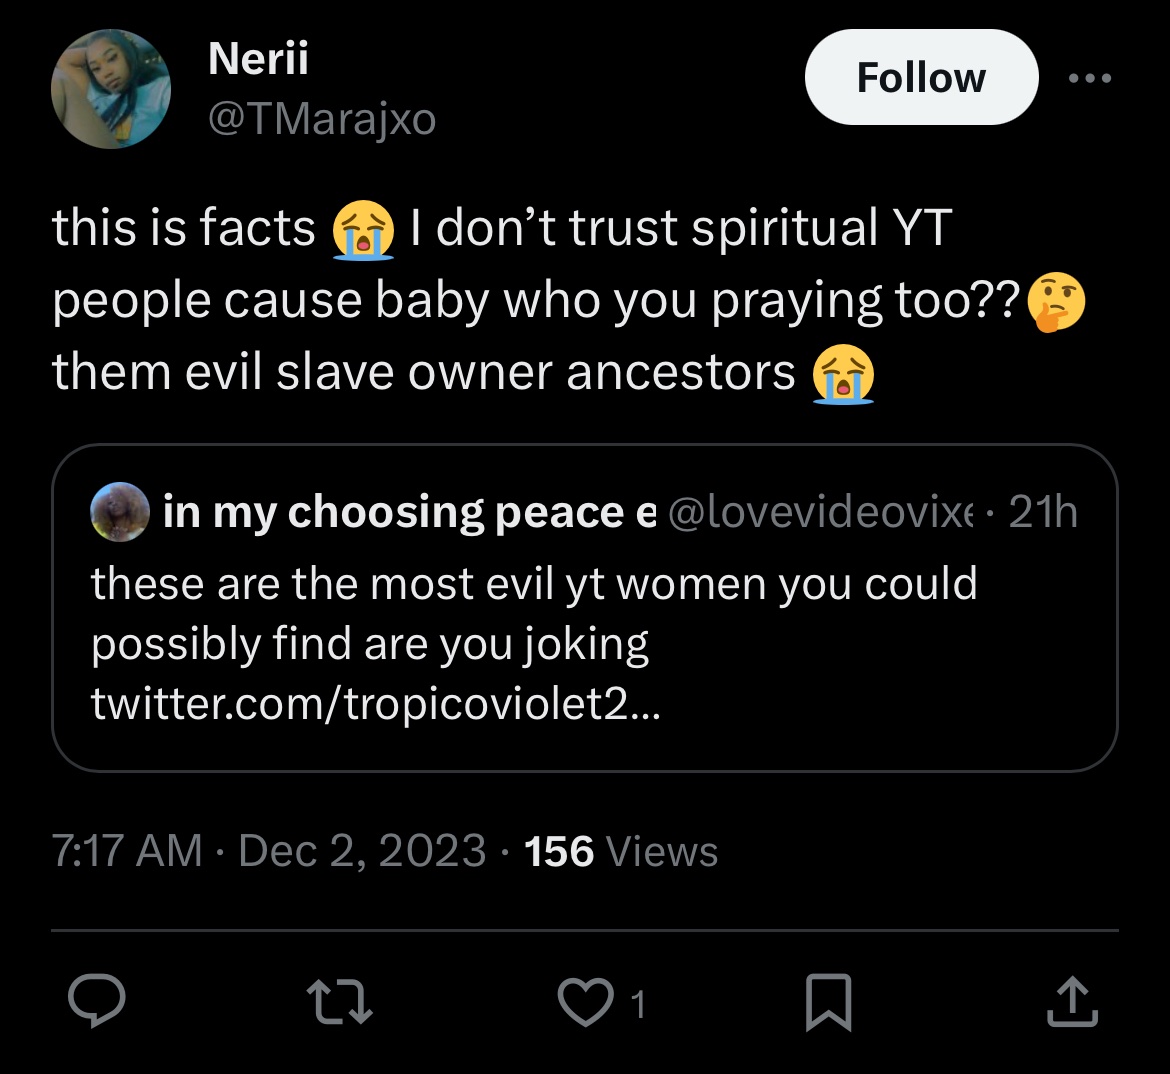 Nerii
Follow
@TMarajxo
this is facts 😭 I don’t trust spiritual YT
people cause baby who you praying too??🤔
them evil slave owner ancestors 😭
in my choosing peace e @lovevideovixe · 21h
these are the most evil yt women you could
possibly find are you joking
twitter.com/tropicoviolet2…
7:17 AM · Dec 2, 2023 · 156 Views
1